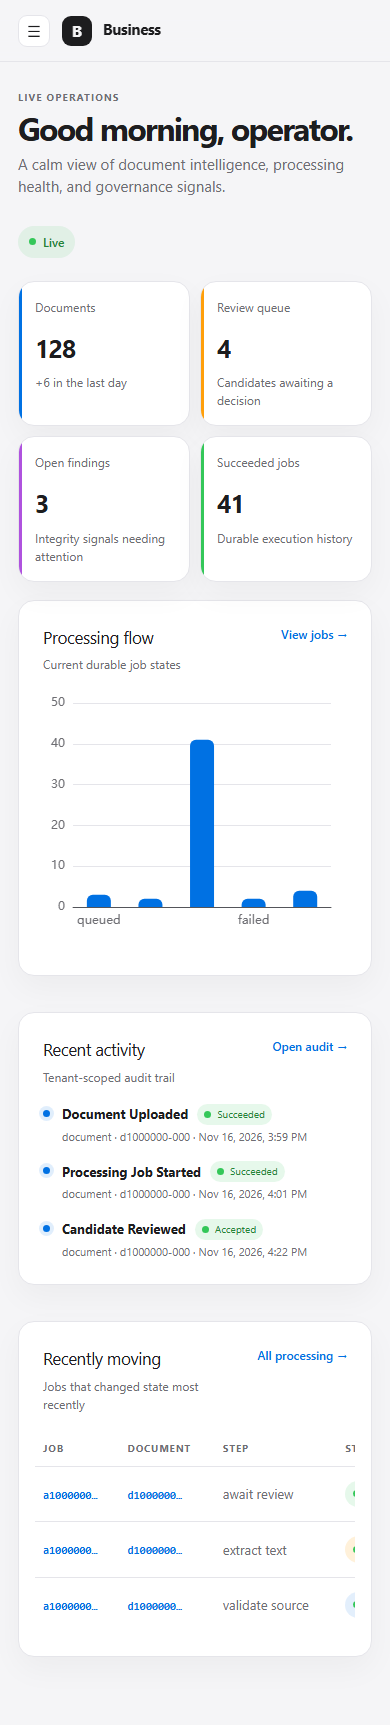 ☰ B Business
LIVE OPERATIONS
Good morning, operator.
A calm view of document intelligence, processing
health, and governance signals.
Live
Documents
128
+6 in the last day
Review queue
4
Candidates awaiting a
decision
Open findings
3
Integrity signals needing
attention
Succeeded jobs
41
Durable execution history
Processing flow
View jobs →
Current durable job states
50
40
30
20
10
0
queued failed
Recent activity
Open audit →
Tenant-scoped audit trail
Document Uploaded Succeeded
document · d1000000-000 · Nov 16, 2026, 3:59 PM
Processing Job Started Succeeded
document · d1000000-000 · Nov 16, 2026, 4:01 PM
Candidate Reviewed Accepted
document · d1000000-000 · Nov 16, 2026, 4:22 PM
Recently moving
All processing →
Jobs that changed state most
recently
JOB DOCUMENT STEP ST
a1000000… d1000000… await review
a1000000… d1000000… extract text
a1000000… d1000000… validate source